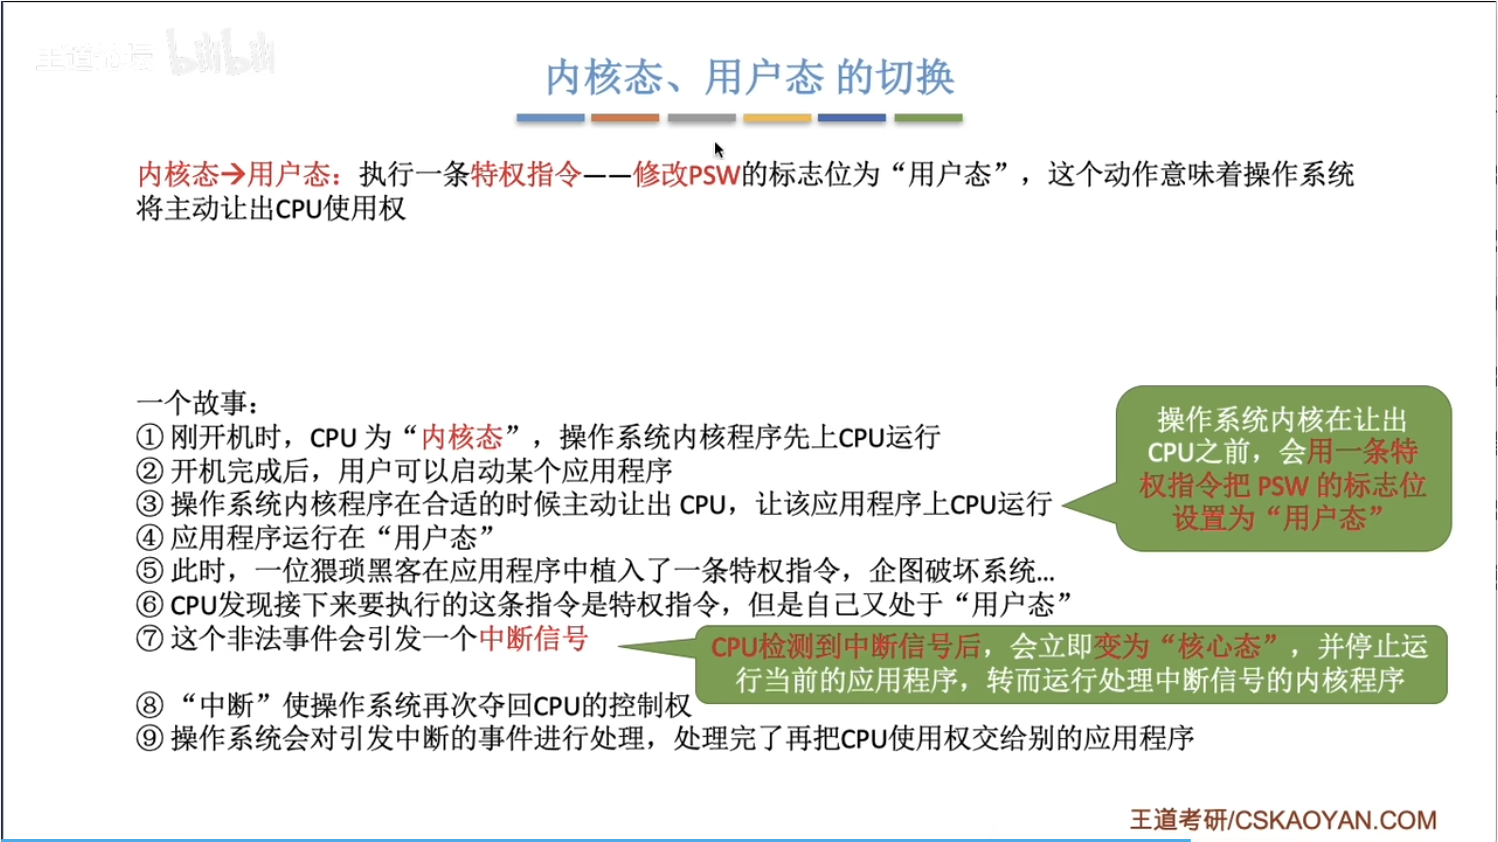 王道论坛 bilibili
内核态、用户态 的切换
内核态→用户态：执行一条特权指令——修改PSW的标志位为“用户态”，这个动作意味着操作系统
将主动让出CPU使用权
一个故事：
① 刚开机时，CPU 为“内核态”，操作系统内核程序先上CPU运行
② 开机完成后，用户可以启动某个应用程序
③ 操作系统内核程序在合适的时候主动让出 CPU，让该应用程序上CPU运行
④ 应用程序运行在“用户态”
⑤ 此时，一位猥琐黑客在应用程序中植入了一条特权指令，企图破坏系统...
⑥ CPU发现接下来要执行的这条指令是特权指令，但是自己又处于“用户态”
⑦ 这个非法事件会引发一个中断信号
⑧ “中断”使操作系统再次夺回CPU的控制权
⑨ 操作系统会对引发中断的事件进行处理，处理完了再把CPU使用权交给别的应用程序
操作系统内核在让出
CPU之前，会用一条特
权指令把 PSW 的标志位
设置为“用户态”
CPU检测到中断信号后，会立即变为“核心态”，并停止运
行当前的应用程序，转而运行处理中断信号的内核程序
王道考研/CSKAOYAN.COM